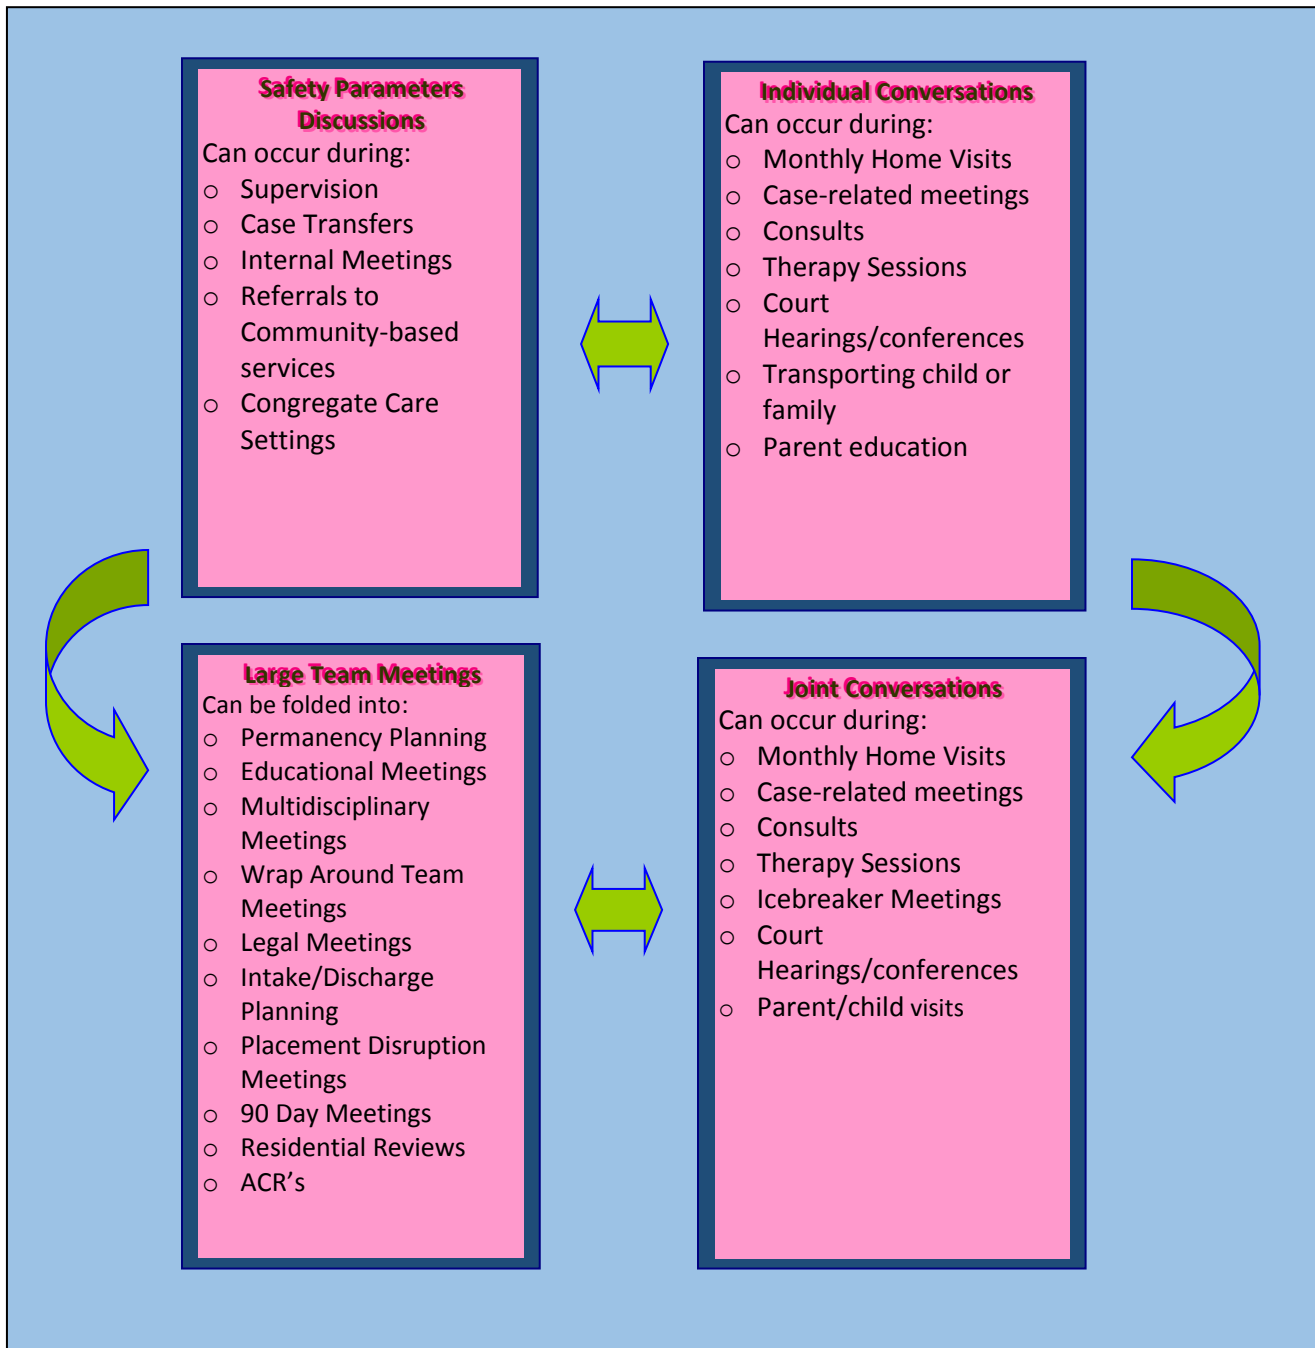 Safety Parameters
Discussions
Can occur during:
o Supervision
o Case Transfers
o Internal Meetings
o Referrals to
Community-based
services
o Congregate Care
Settings
Individual Conversations
Can occur during:
o Monthly Home Visits
o Case-related meetings
o Consults
o Therapy Sessions
o Court
Hearings/conferences
o Transporting child or
family
o Parent education
Large Team Meetings
Can be folded into:
o Permanency Planning
o Educational Meetings
o Multidisciplinary
Meetings
o Wrap Around Team
Meetings
o Legal Meetings
o Intake/Discharge
Planning
o Placement Disruption
Meetings
o 90 Day Meetings
o Residential Reviews
o ACR’s
Joint Conversations
Can occur during:
o Monthly Home Visits
o Case-related meetings
o Consults
o Therapy Sessions
o Icebreaker Meetings
o Court
Hearings/conferences
o Parent/child visits